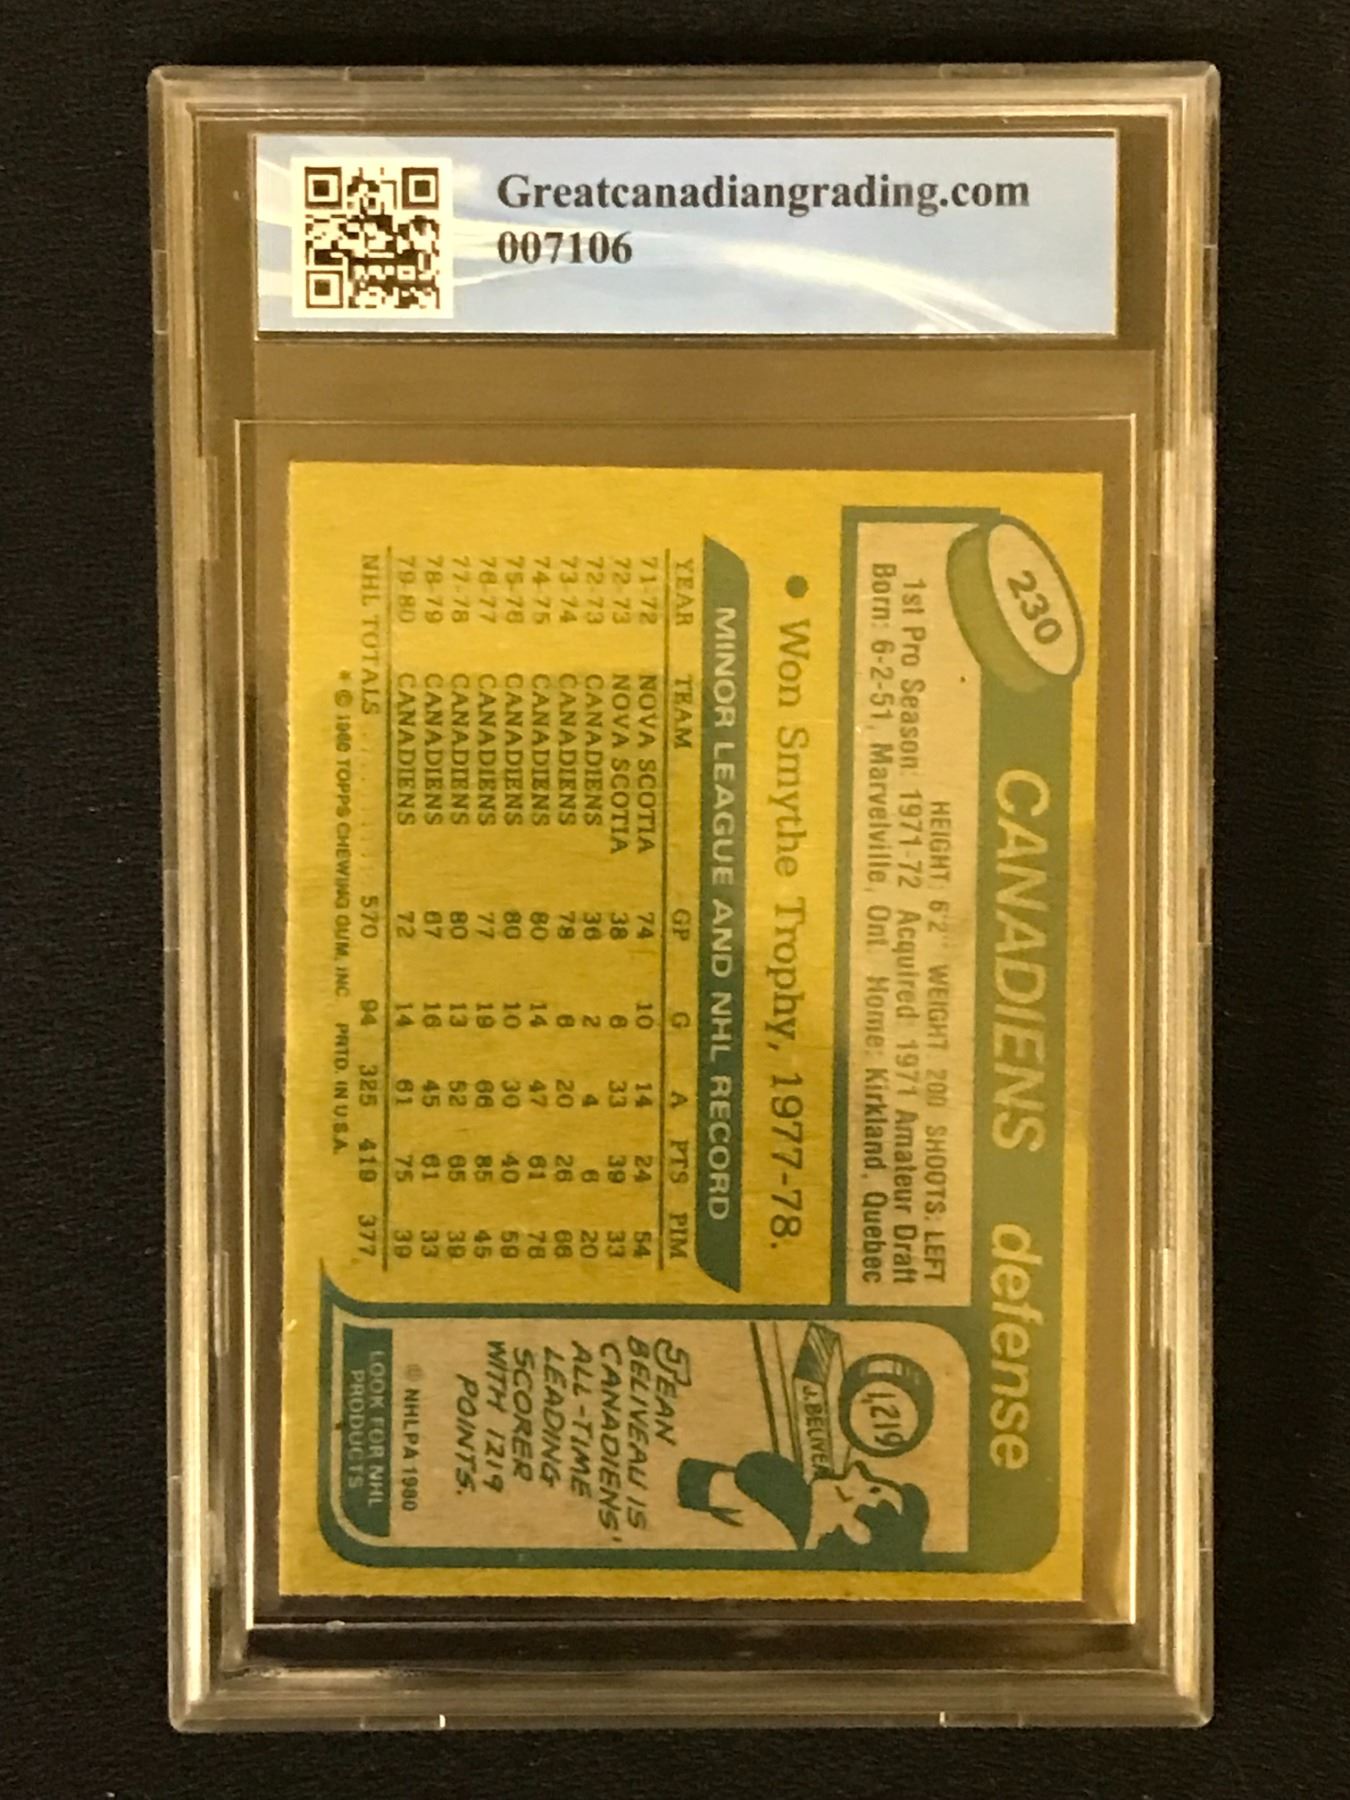 Greatcanadiangrading.com
007106
230
CANADIENS defense
HEIGHT: 6'2" WEIGHT: 200 SHOOTS: LEFT
1st Pro Season: 1971-72 Acquired: 1971 Amateur Draft
Born: 6-2-51, Marvelville, Ont. Home: Kirkland, Quebec
• Won Smythe Trophy, 1977-78.
MINOR LEAGUE AND NHL RECORD
YEAR TEAM GP G A PTS PIM
71-72 NOVA SCOTIA 74 10 14 24 54
72-73 NOVA SCOTIA 38 6 33 39 33
72-73 CANADIENS 36 2 4 6 20
73-74 CANADIENS 78 6 20 26 66
74-75 CANADIENS 80 14 47 61 76
75-76 CANADIENS 80 10 30 40 59
76-77 CANADIENS 77 19 66 85 45
77-78 CANADIENS 80 13 52 65 39
78-79 CANADIENS 67 16 45 61 33
79-80 CANADIENS 72 14 61 75 39
NHL TOTALS 570 94 325 419 377
* © 1980 TOPPS CHEWING GUM, INC. PRTD. IN U.S.A.
1,219
J. BELIVEA
JEAN
BELIVEAU IS
CANADIENS'
ALL-TIME
LEADING
SCORER
WITH 1219
POINTS.
© NHLPA 1980
LOOK FOR NHL
PRODUCTS